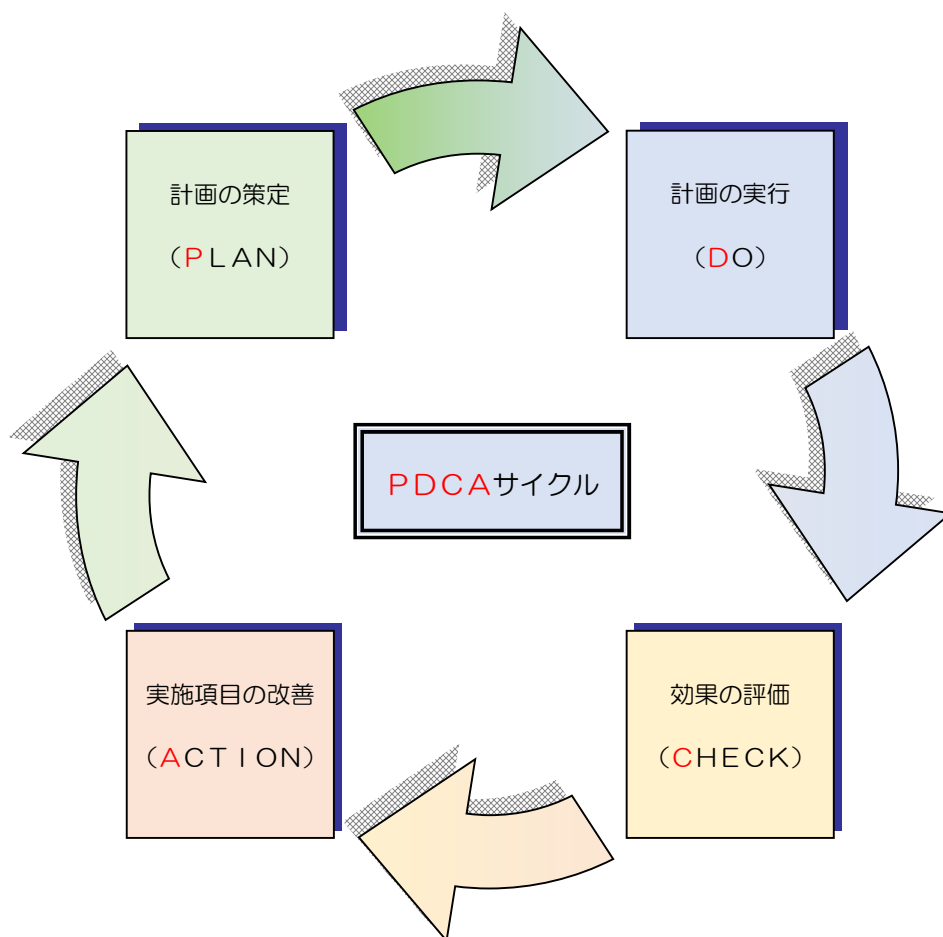 計画の策定
（ＰＬＡＮ）
計画の実行
（ＤＯ）
ＰＤＣＡサイクル
実施項目の改善
（ＡＣＴＩＯＮ）
効果の評価
（ＣＨＥＣＫ）